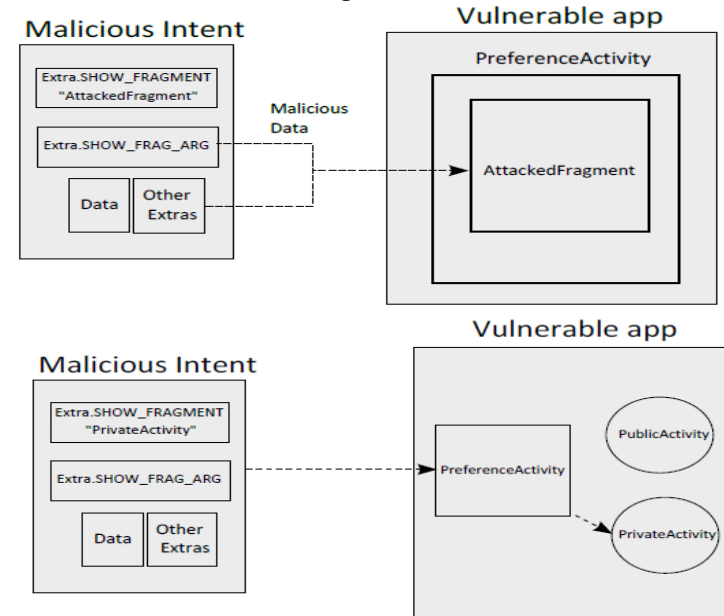 Malicious Intent
Extra.SHOW_FRAGMENT
"AttackedFragment"
Extra.SHOW_FRAG_ARG
Data
Other
Extras
Malicious
Data
Vulnerable app
PreferenceActivity
AttackedFragment
Malicious Intent
Extra.SHOW_FRAGMENT
"PrivateActivity"
Extra.SHOW_FRAG_ARG
Data
Other
Extras
Vulnerable app
PreferenceActivity
PublicActivity
PrivateActivity